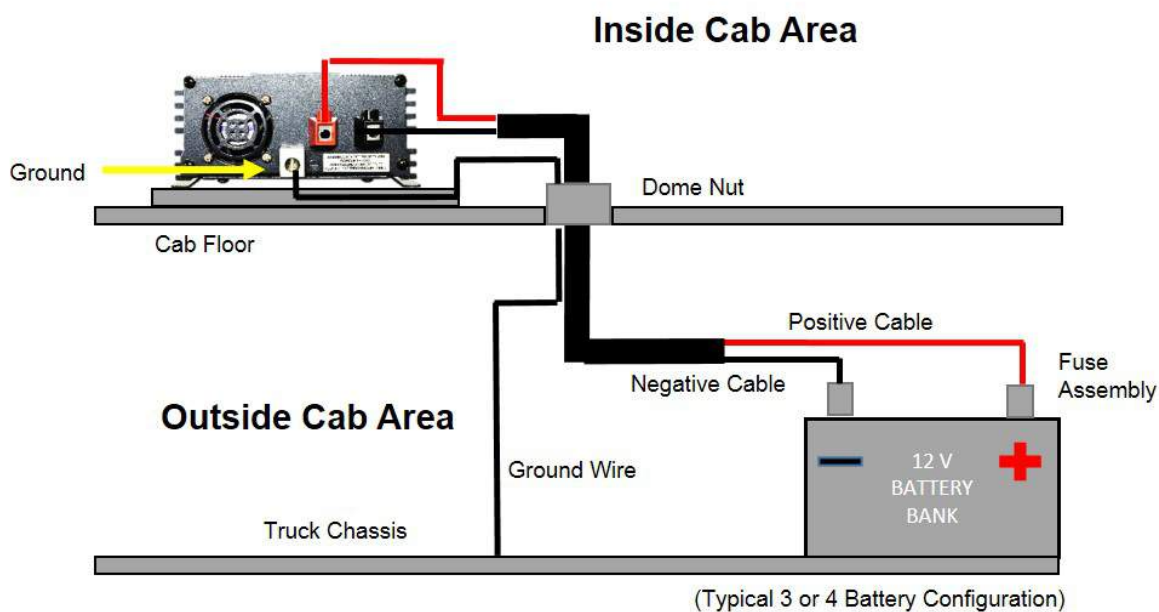 Inside Cab Area
Ground
Dome Nut
Cab Floor
Positive Cable
Fuse
Assembly
Negative Cable
Outside Cab Area
12 V
BATTERY
BANK
Ground Wire
Truck Chassis
(Typical 3 or 4 Battery Configuration)